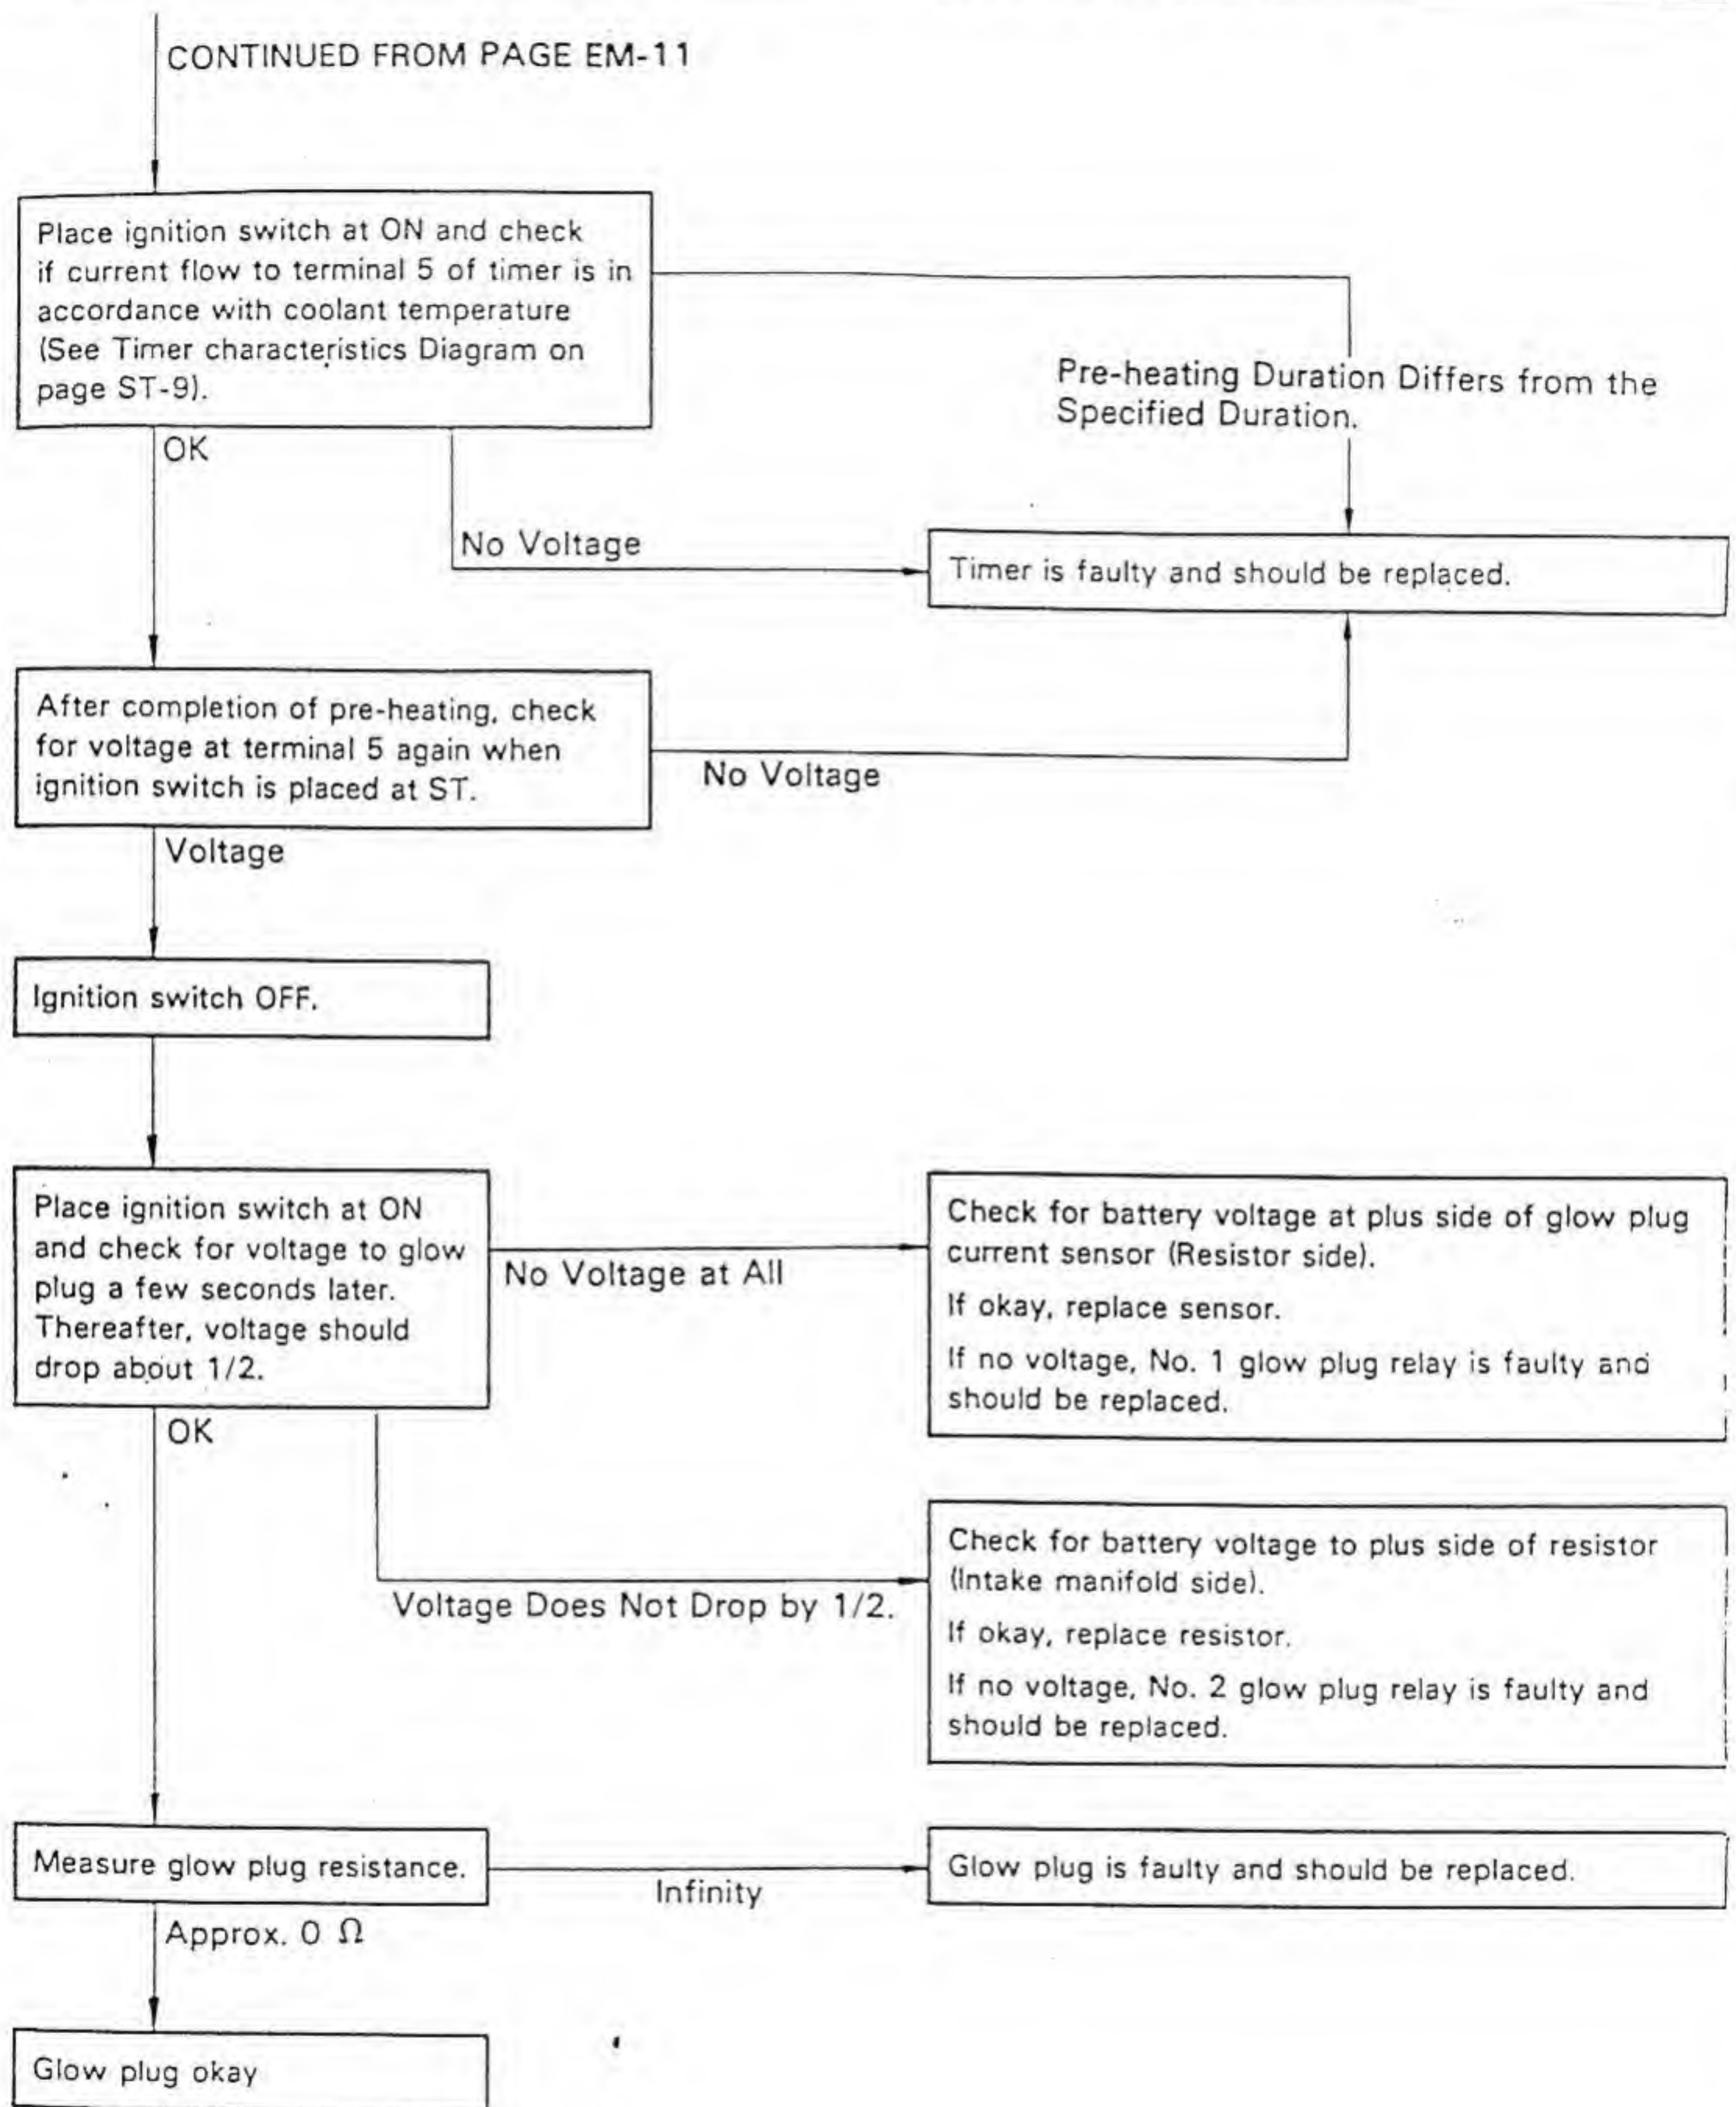 CONTINUED FROM PAGE EM-11
Place ignition switch at ON and check
if current flow to terminal 5 of timer is in
accordance with coolant temperature
(See Timer characteristics Diagram on
page ST-9).
Pre-heating Duration Differs from the
Specified Duration.
OK
No Voltage
Timer is faulty and should be replaced.
After completion of pre-heating, check
for voltage at terminal 5 again when
ignition switch is placed at ST.
No Voltage
Voltage
Ignition switch OFF.
Place ignition switch at ON
and check for voltage to glow
plug a few seconds later.
Thereafter, voltage should
drop about 1/2.
No Voltage at All
Check for battery voltage at plus side of glow plug
current sensor (Resistor side).
If okay, replace sensor.
If no voltage, No. 1 glow plug relay is faulty and
should be replaced.
OK
Voltage Does Not Drop by 1/2.
Check for battery voltage to plus side of resistor
(Intake manifold side).
If okay, replace resistor.
If no voltage, No. 2 glow plug relay is faulty and
should be replaced.
Measure glow plug resistance.
Infinity
Glow plug is faulty and should be replaced.
Approx. 0 Ω
Glow plug okay